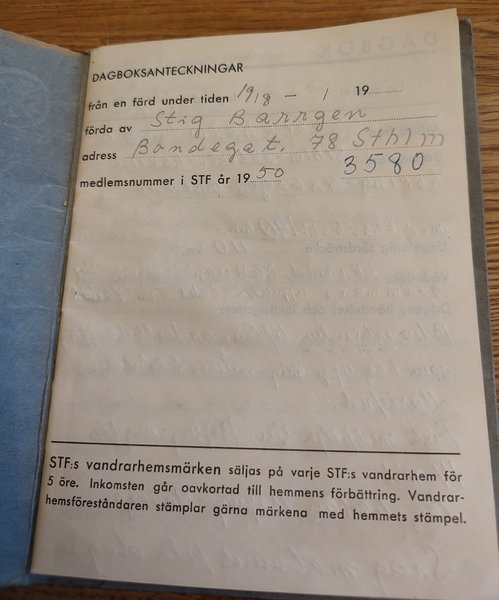 DAGBOKSANTECKNINGAR
från en färd under tiden 19/8 – / 19
förda av Stig Barrgen
adress Bondegat. 78 Sthlm
medlemsnummer i STF år 1950 3580
STF:s vandrarhemsmärken säljas på varje STF:s vandrarhem för
5 öre. Inkomsten går oavkortad till hemmens förbättring. Vandrar-
hemsföreståndaren stämplar gärna märkena med hemmets stämpel.